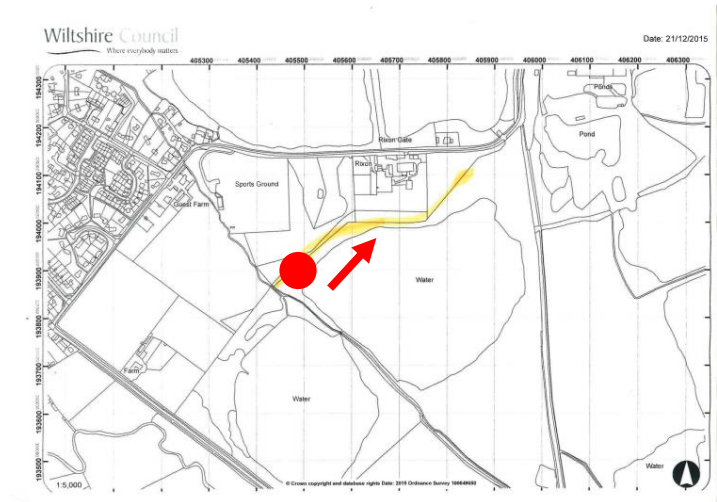 Wiltshire Council
Where everybody matters
Date: 21/12/2015
405300 405400 405500 405600 405700 405800 405900 406000 406100 406200 406300
194300
194200
194100
194000
193900
193800
193700
193600
193500
Ponds
Pond
Rixon Gate
Rixon
Sports Ground
Guest Farm
Water
Farm
Water
Water
1:5,000
© Crown copyright and database rights Date: 2015 Ordnance Survey 100049050